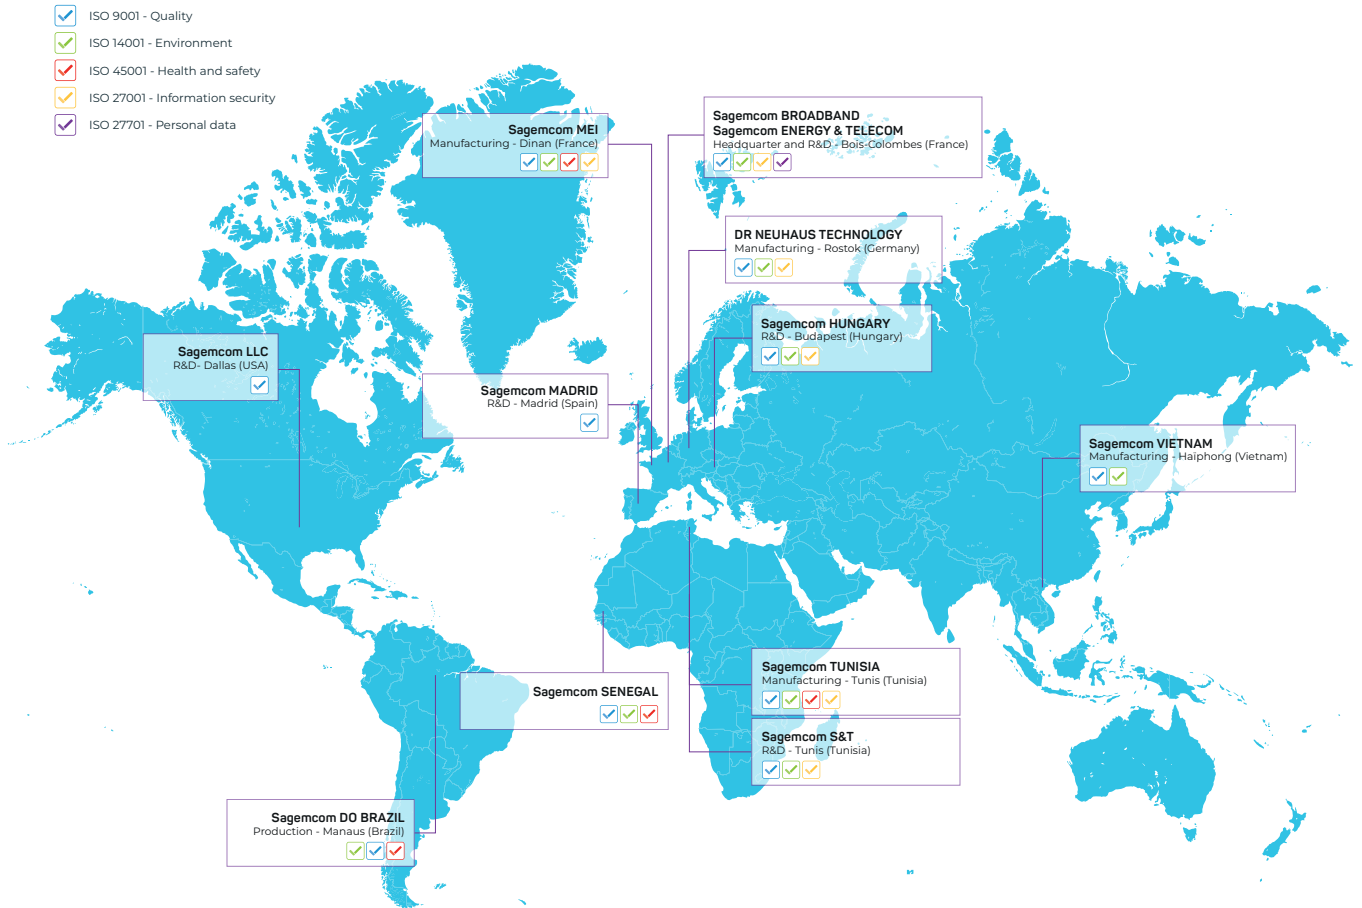 ISO 9001 - Quality
ISO 14001 - Environment
ISO 45001 - Health and safety
ISO 27001 - Information security
ISO 27701 - Personal data
Sagemcom MEI
Manufacturing - Dinan (France)
Sagemcom BROADBAND
Sagemcom ENERGY & TELECOM
Headquarter and R&D - Bois-Colombes (France)
DR NEUHAUS TECHNOLOGY
Manufacturing - Rostok (Germany)
Sagemcom HUNGARY
R&D - Budapest (Hungary)
Sagemcom LLC
R&D- Dallas (USA)
Sagemcom MADRID
R&D - Madrid (Spain)
Sagemcom VIETNAM
Manufacturing - Haïphong (Vietnam)
Sagemcom TUNISIA
Manufacturing - Tunis (Tunisia)
Sagemcom SENEGAL
Sagemcom S&T
R&D - Tunis (Tunisia)
Sagemcom DO BRAZIL
Production - Manaus (Brazil)